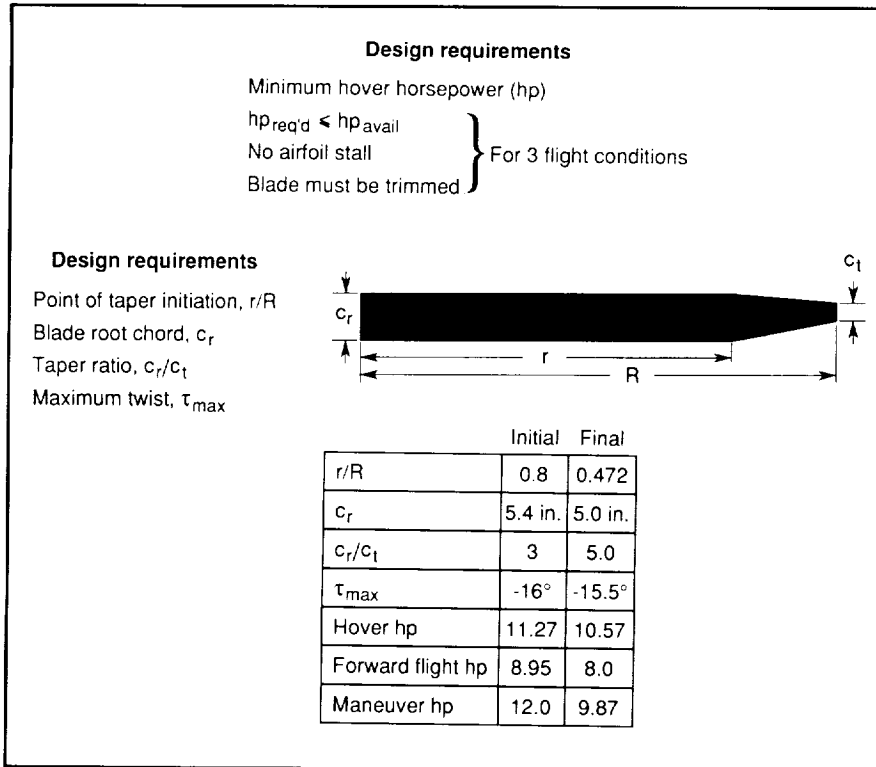 Design requirements
Minimum hover horsepower (hp)
hp req'd ≤ hp avail
No airfoil stall
Blade must be trimmed
For 3 flight conditions
Design requirements
Point of taper initiation, r/R
Blade root chord, c_r
Taper ratio, c_r/c_t
Maximum twist, τ_max
c_r
c_t
r
R
Initial Final
r/R 0.8 0.472
c_r 5.4 in. 5.0 in.
c_r/c_t 3 5.0
τ_max -16° -15.5°
Hover hp 11.27 10.57
Forward flight hp 8.95 8.0
Maneuver hp 12.0 9.87